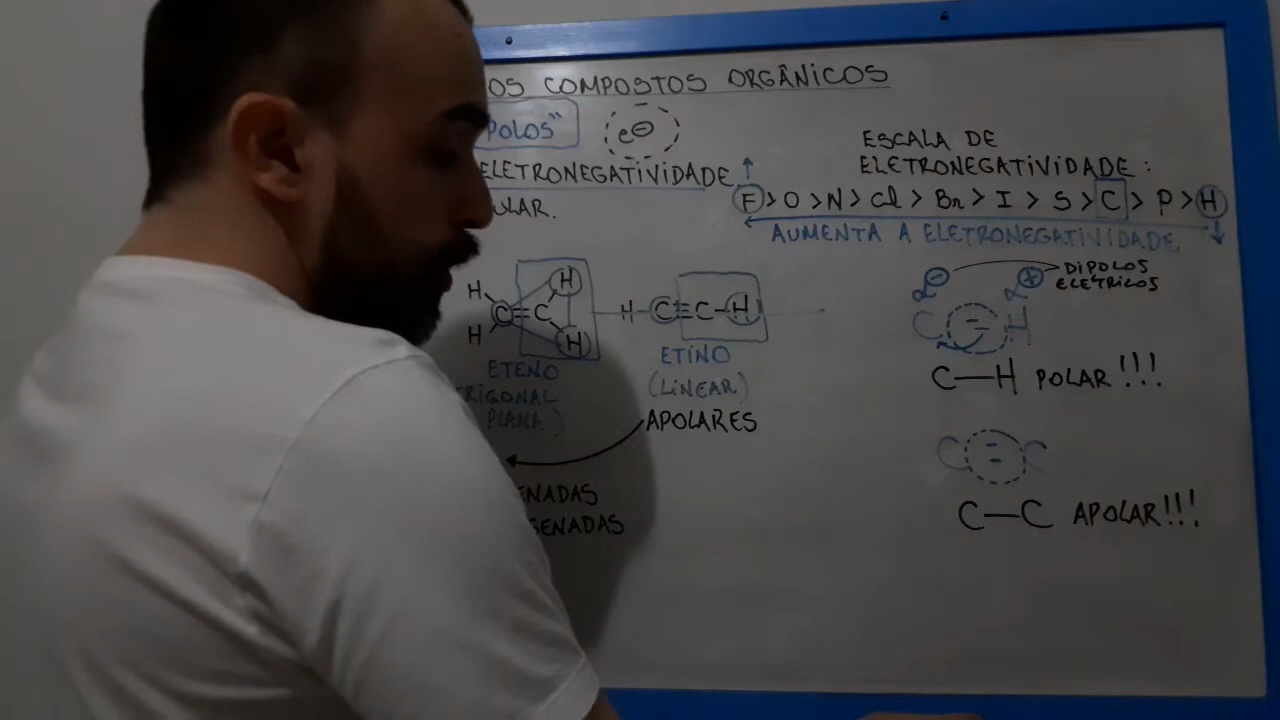 OS COMPOSTOS ORGÂNICOS
POLOS" e⊖
ELETRONEGATIVIDADE.↑
ULAR.
ESCALA DE
ELETRONEGATIVIDADE :
F > O > N > Cl > Br > I > S > C > P > H
AUMENTA A ELETRONEGATIVIDADE
H H
C=C
H H
ETENO
RIGONAL
PLANA)
H-C≡C-H
ETINO
(LINEAR)
APOLARES
ENADAS
GENADAS
δ⊖ δ⊕ DIPOLOS
ELÉTRICOS
C -- H
C—H POLAR!!!
C -- C
C—C APOLAR!!!